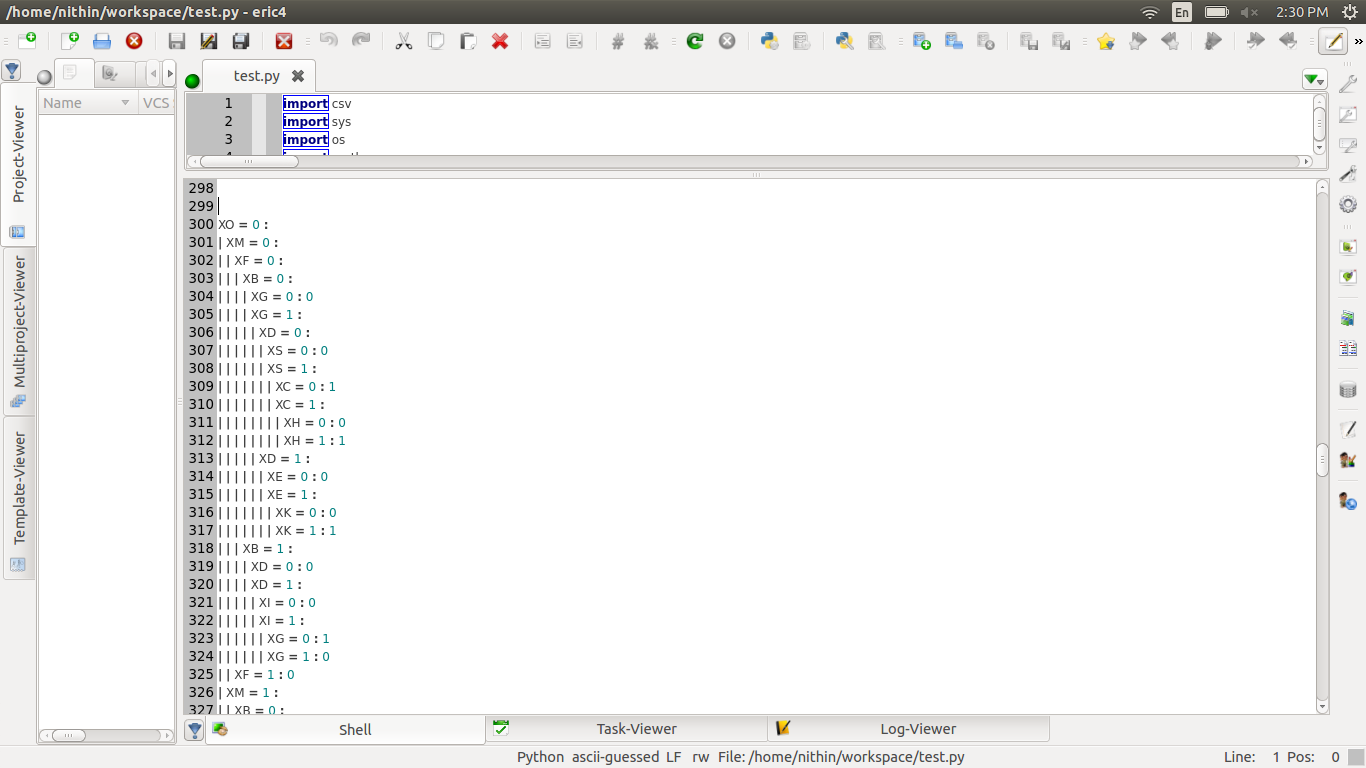 /home/nithin/workspace/test.py - eric4
En
2:30 PM
test.py
Name
VCS
Project-Viewer
Multiproject-Viewer
Template-Viewer
1 import csv
2 import sys
3 import os
298
299
300 XO = 0 :
301 | XM = 0 :
302 | | XF = 0 :
303 | | | XB = 0 :
304 | | | | XG = 0 : 0
305 | | | | XG = 1 :
306 | | | | | XD = 0 :
307 | | | | | | XS = 0 : 0
308 | | | | | | XS = 1 :
309 | | | | | | | XC = 0 : 1
310 | | | | | | | XC = 1 :
311 | | | | | | | | XH = 0 : 0
312 | | | | | | | | XH = 1 : 1
313 | | | | | XD = 1 :
314 | | | | | | XE = 0 : 0
315 | | | | | | XE = 1 :
316 | | | | | | | XK = 0 : 0
317 | | | | | | | XK = 1 : 1
318 | | | XB = 1 :
319 | | | | XD = 0 : 0
320 | | | | XD = 1 :
321 | | | | | XI = 0 : 0
322 | | | | | XI = 1 :
323 | | | | | | XG = 0 : 1
324 | | | | | | XG = 1 : 0
325 | | XF = 1 : 0
326 | XM = 1 :
327 | | XB = 0 :
Shell
Task-Viewer
Log-Viewer
Python ascii-guessed LF rw File: /home/nithin/workspace/test.py
Line: 1 Pos: 0